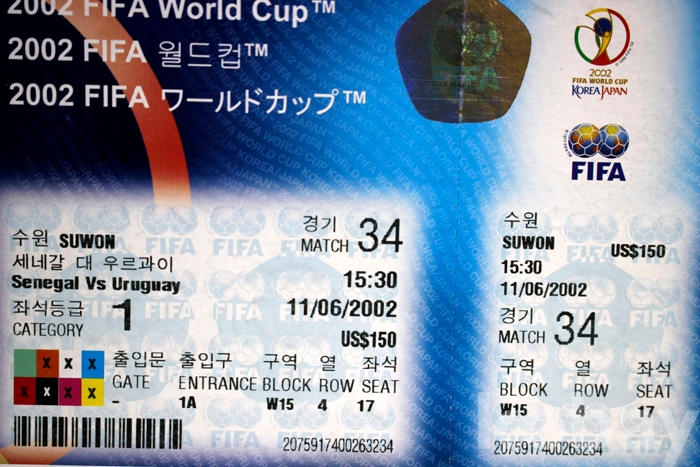 2002 FIFA World Cup™
2002 FIFA 월드컵™
2002 FIFA ワールドカップ™
FIFA
2002
FIFA WORLD CUP
KOREA JAPAN
FIFA
수원 SUWON
경기
MATCH 34
세네갈 대 우르과이
15:30
Senegal Vs Uruguay
11/06/2002
좌석등급
CATEGORY 1
US$150
X X X
X X X X
출입문 출입구 구역 열 좌석
GATE ENTRANCE BLOCK ROW SEAT
- 1A W15 4 17
2075917400263234
수원
SUWON US$150
15:30
11/06/2002
경기
MATCH 34
구역 열 좌석
BLOCK ROW SEAT
W15 4 17
2075917400263234